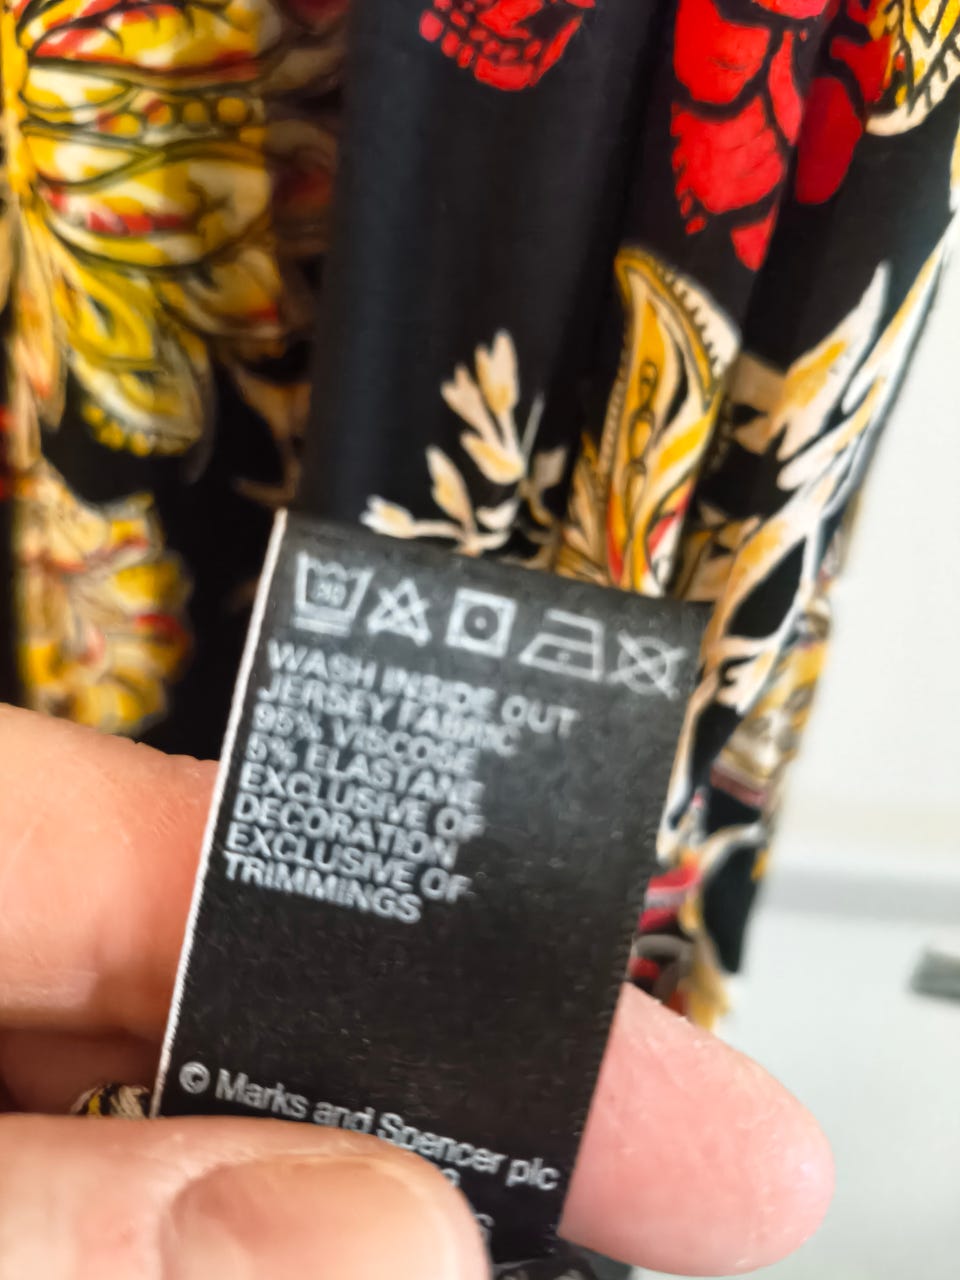 WASH INSIDE OUT
JERSEY FABRIC
95% VISCOSE
5% ELASTANE
EXCLUSIVE OF
DECORATION
EXCLUSIVE OF
TRIMMINGS
© Marks and Spencer plc